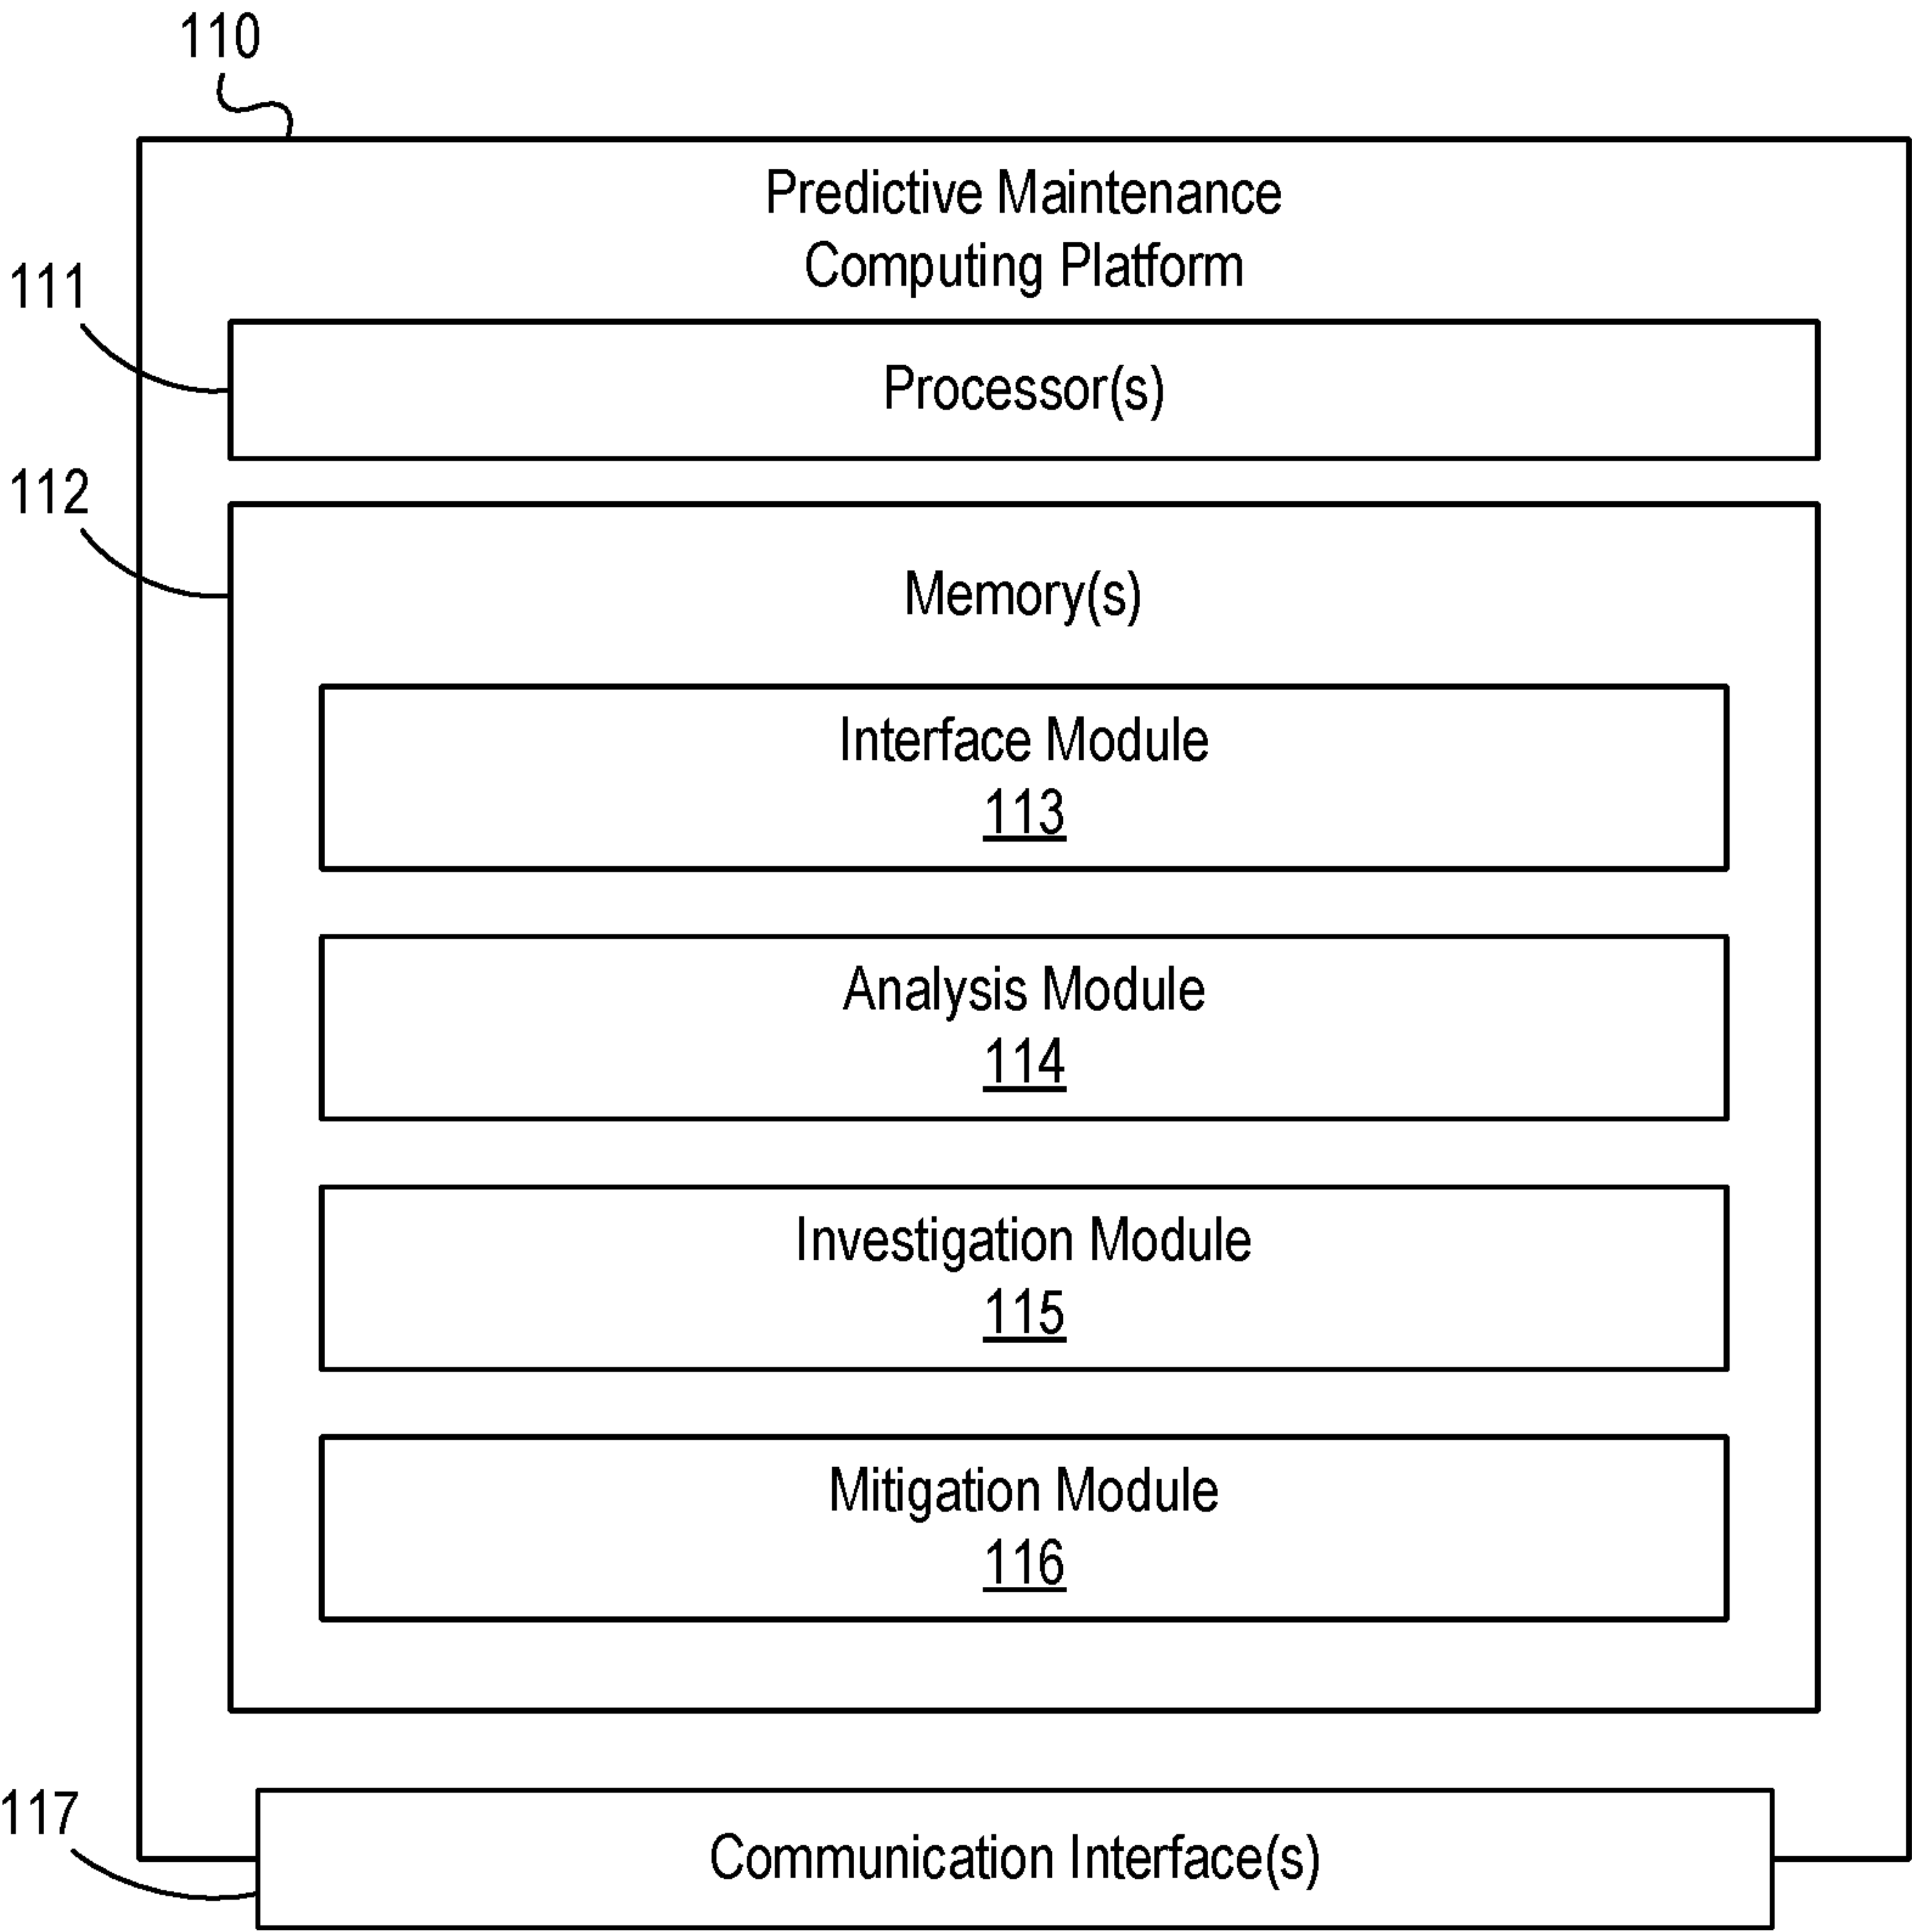 110
Predictive Maintenance
Computing Platform
111
Processor(s)
112
Memory(s)
Interface Module
113
Analysis Module
114
Investigation Module
115
Mitigation Module
116
117
Communication Interface(s)